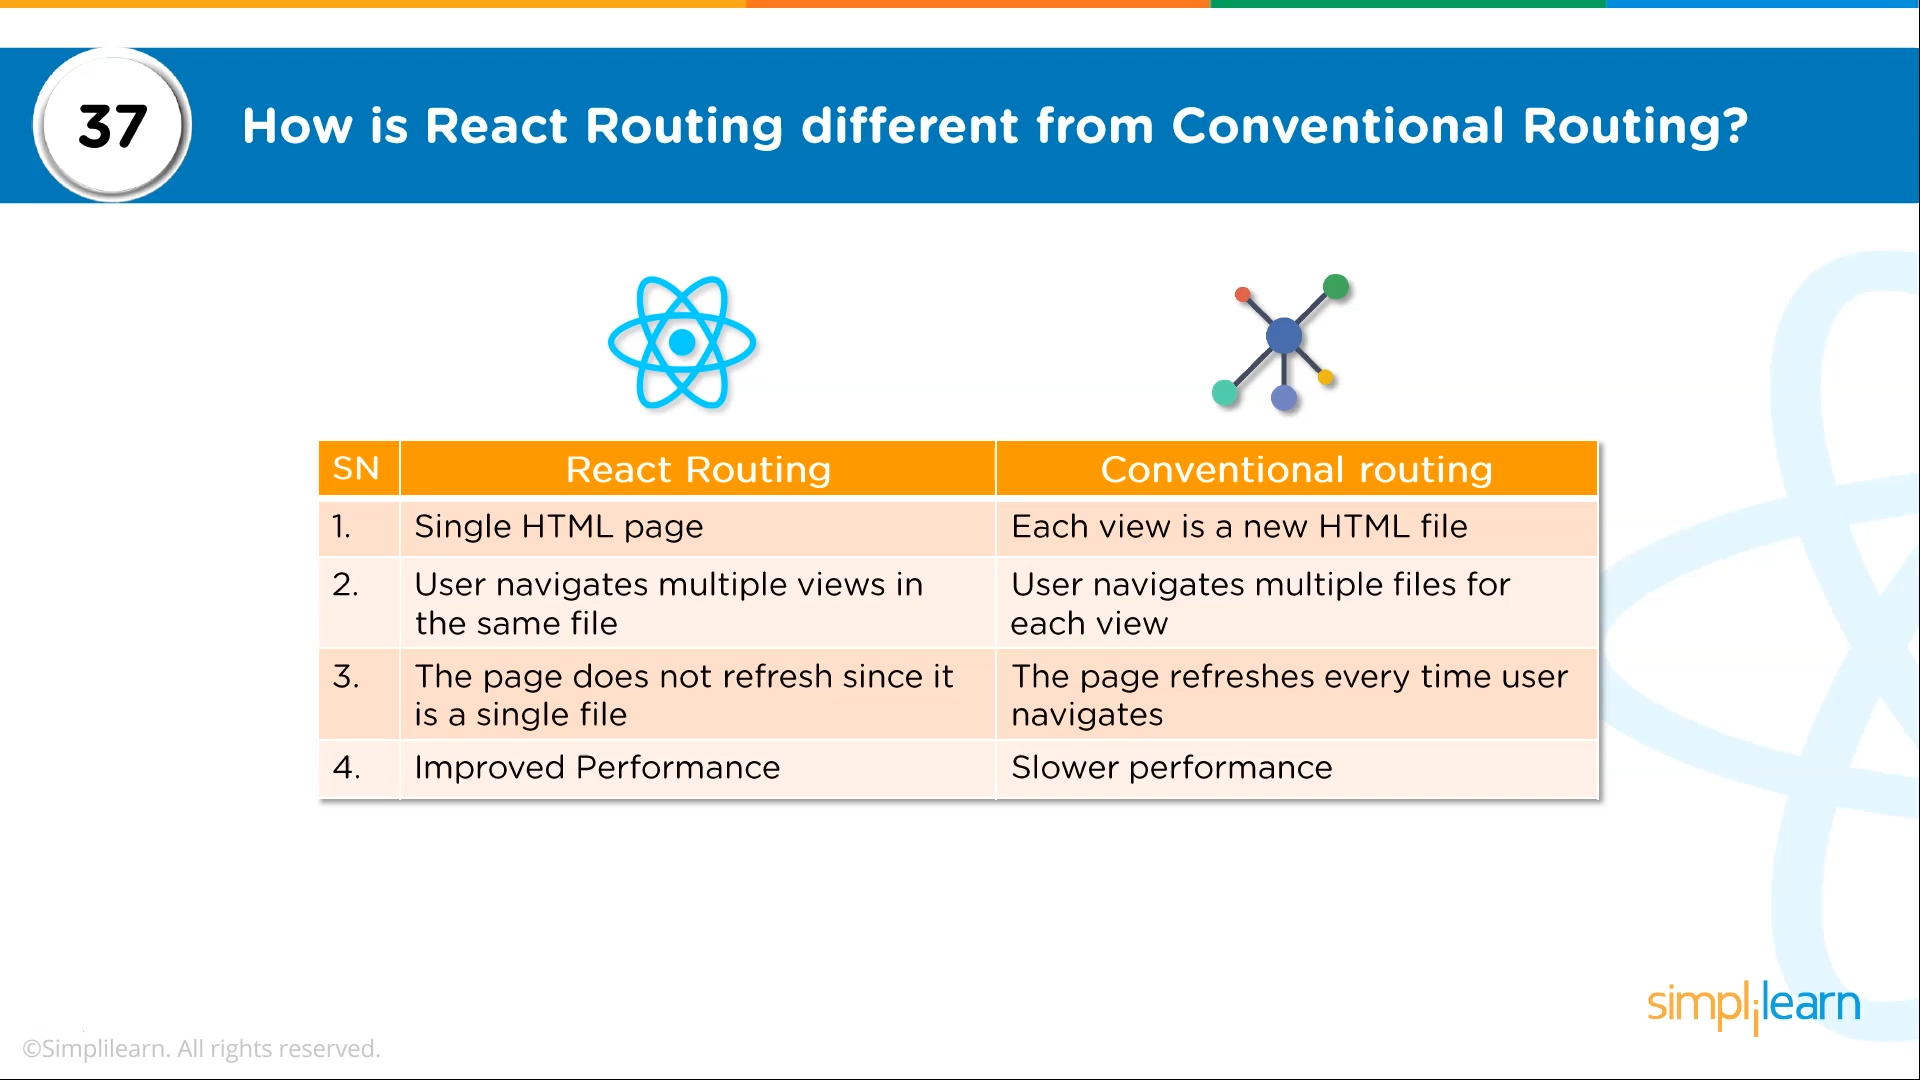 37
How is React Routing different from Conventional Routing?
SN
React Routing
Conventional routing
1.
Single HTML page
Each view is a new HTML file
2.
User navigates multiple views in
the same file
User navigates multiple files for
each view
3.
The page does not refresh since it
is a single file
The page refreshes every time user
navigates
4.
Improved Performance
Slower performance
simplilearn
©Simplilearn. All rights reserved.